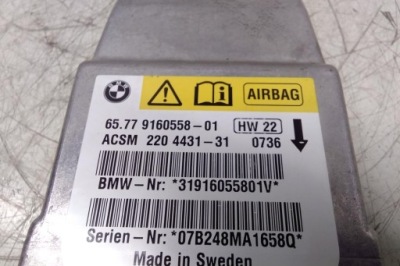 BMW
AIRBAG
65.77 9160558-01 HW 22
ACSM 220 4431-31 0736
BMW-Nr: *31916055801V*
Serien-Nr: *07B248MA1658Q*
Made in Sweden